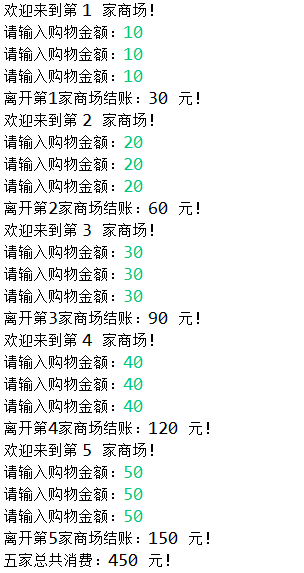 欢迎来到第 1 家商场!
请输入购物金额：10
请输入购物金额：10
请输入购物金额：10
离开第1家商场结账：30 元!
欢迎来到第 2 家商场!
请输入购物金额：20
请输入购物金额：20
请输入购物金额：20
离开第2家商场结账：60 元!
欢迎来到第 3 家商场!
请输入购物金额：30
请输入购物金额：30
请输入购物金额：30
离开第3家商场结账：90 元!
欢迎来到第 4 家商场!
请输入购物金额：40
请输入购物金额：40
请输入购物金额：40
离开第4家商场结账：120 元!
欢迎来到第 5 家商场!
请输入购物金额：50
请输入购物金额：50
请输入购物金额：50
离开第5家商场结账：150 元!
五家总共消费：450 元!